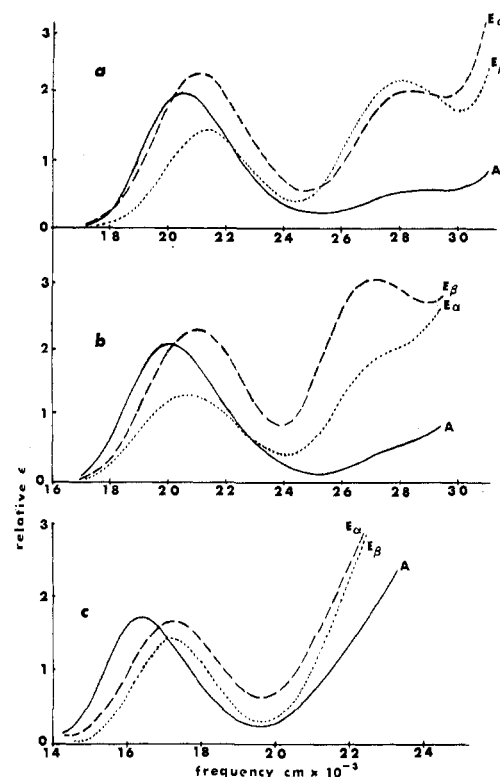 3
2
1
0
a
Eα
Eβ
A
18 20 22 24 26 28 30
3
2
1
0
b
Eβ
Eα
A
16 18 20 22 24 26 28 30
relative ϵ
3
2
1
0
c
Eα
Eβ
A
14 16 18 20 22 24
frequency cm × 10⁻³